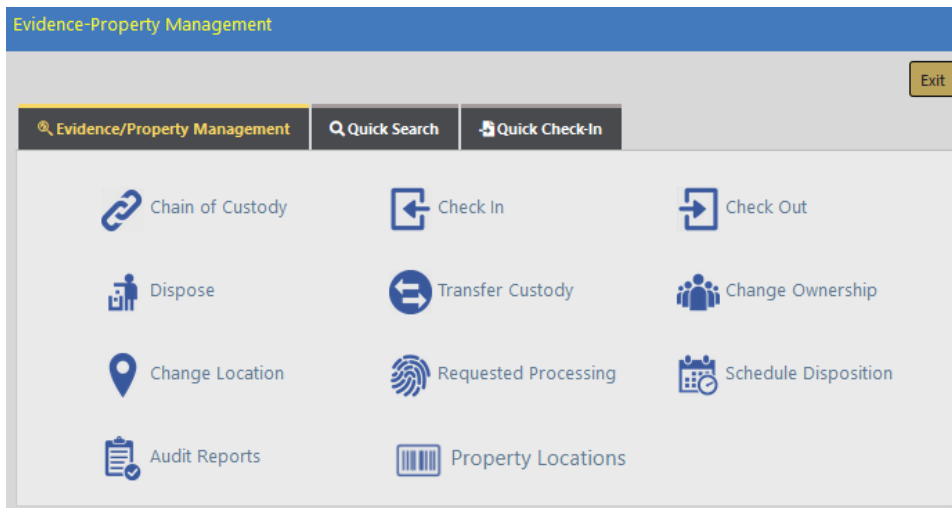 Evidence-Property Management
Exit
Evidence/Property Management Quick Search Quick Check-In
Chain of Custody Check In Check Out
Dispose Transfer Custody Change Ownership
Change Location Requested Processing Schedule Disposition
Audit Reports Property Locations